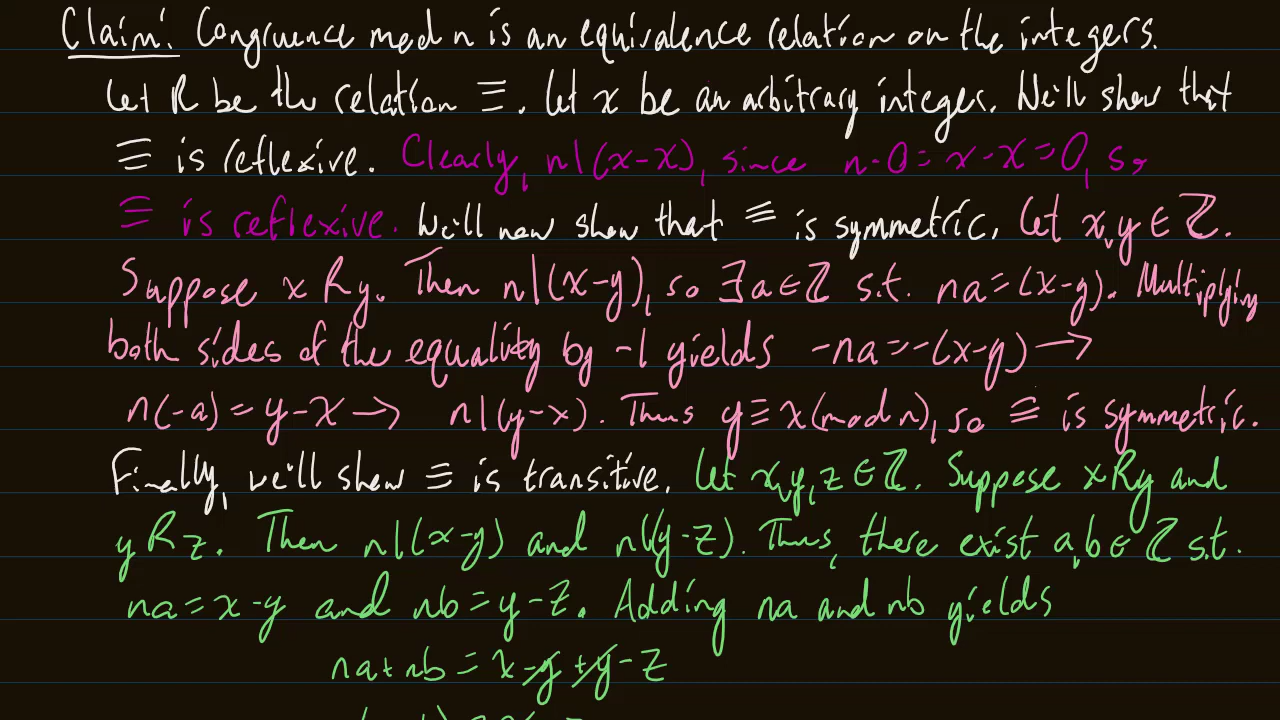 Claim: Congruence mod n is an equivalence relation on the integers.
Let R be the relation ≡. Let x be an arbitrary integer. We'll show that
≡ is reflexive. Clearly, n|(x-x), since n·0=x-x=0, so
≡ is reflexive. We'll now show that ≡ is symmetric. Let x,y∈ℤ.
Suppose x R y. Then n|(x-y), so ∃a∈ℤ s.t. na=(x-y). Multiplying
both sides of the equality by -1 yields -na=-(x-y)→
n(-a)=y-x→ n|(y-x). Thus y≡x(mod n), so ≡ is symmetric.
Finally, we'll show ≡ is transitive. Let x,y,z∈ℤ. Suppose xRy and
yRz. Then n|(x-y) and n|(y-z). Thus, there exist a,b∈ℤ s.t.
na=x-y and nb=y-z. Adding na and nb yields
na+nb=x-y+y-z